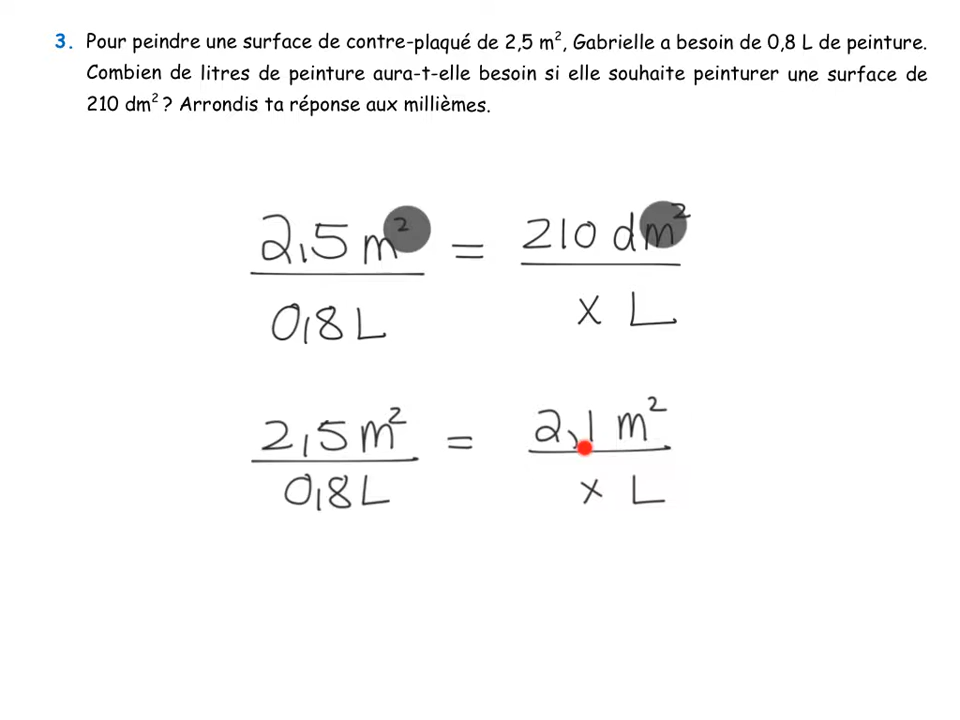 3. Pour peindre une surface de contre-plaqué de 2,5 m², Gabrielle a besoin de 0,8 L de peinture.
Combien de litres de peinture aura-t-elle besoin si elle souhaite peinturer une surface de
210 dm² ? Arrondis ta réponse aux millièmes.
2,5 m² = 210 dm²
0,8 L x L
2,5 m² = 2,1 m²
0,8 L x L